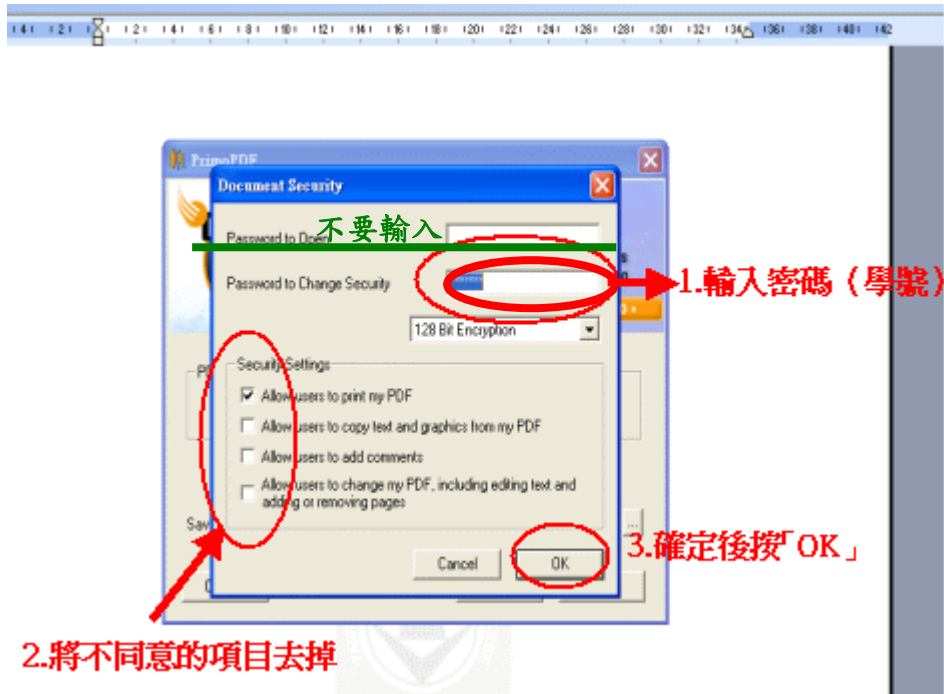 PrimoPDF
Document Security
不要輸入
Password to Open
Password to Change Security
1.輸入密碼（學號）
128 Bit Encryption
Security Settings
Allow users to print my PDF
Allow users to copy text and graphics from my PDF
Allow users to add comments
Allow users to change my PDF, including editing text and
adding or removing pages
Sav
...
3.確定後按「OK」
Cancel
OK
2.將不同意的項目去掉